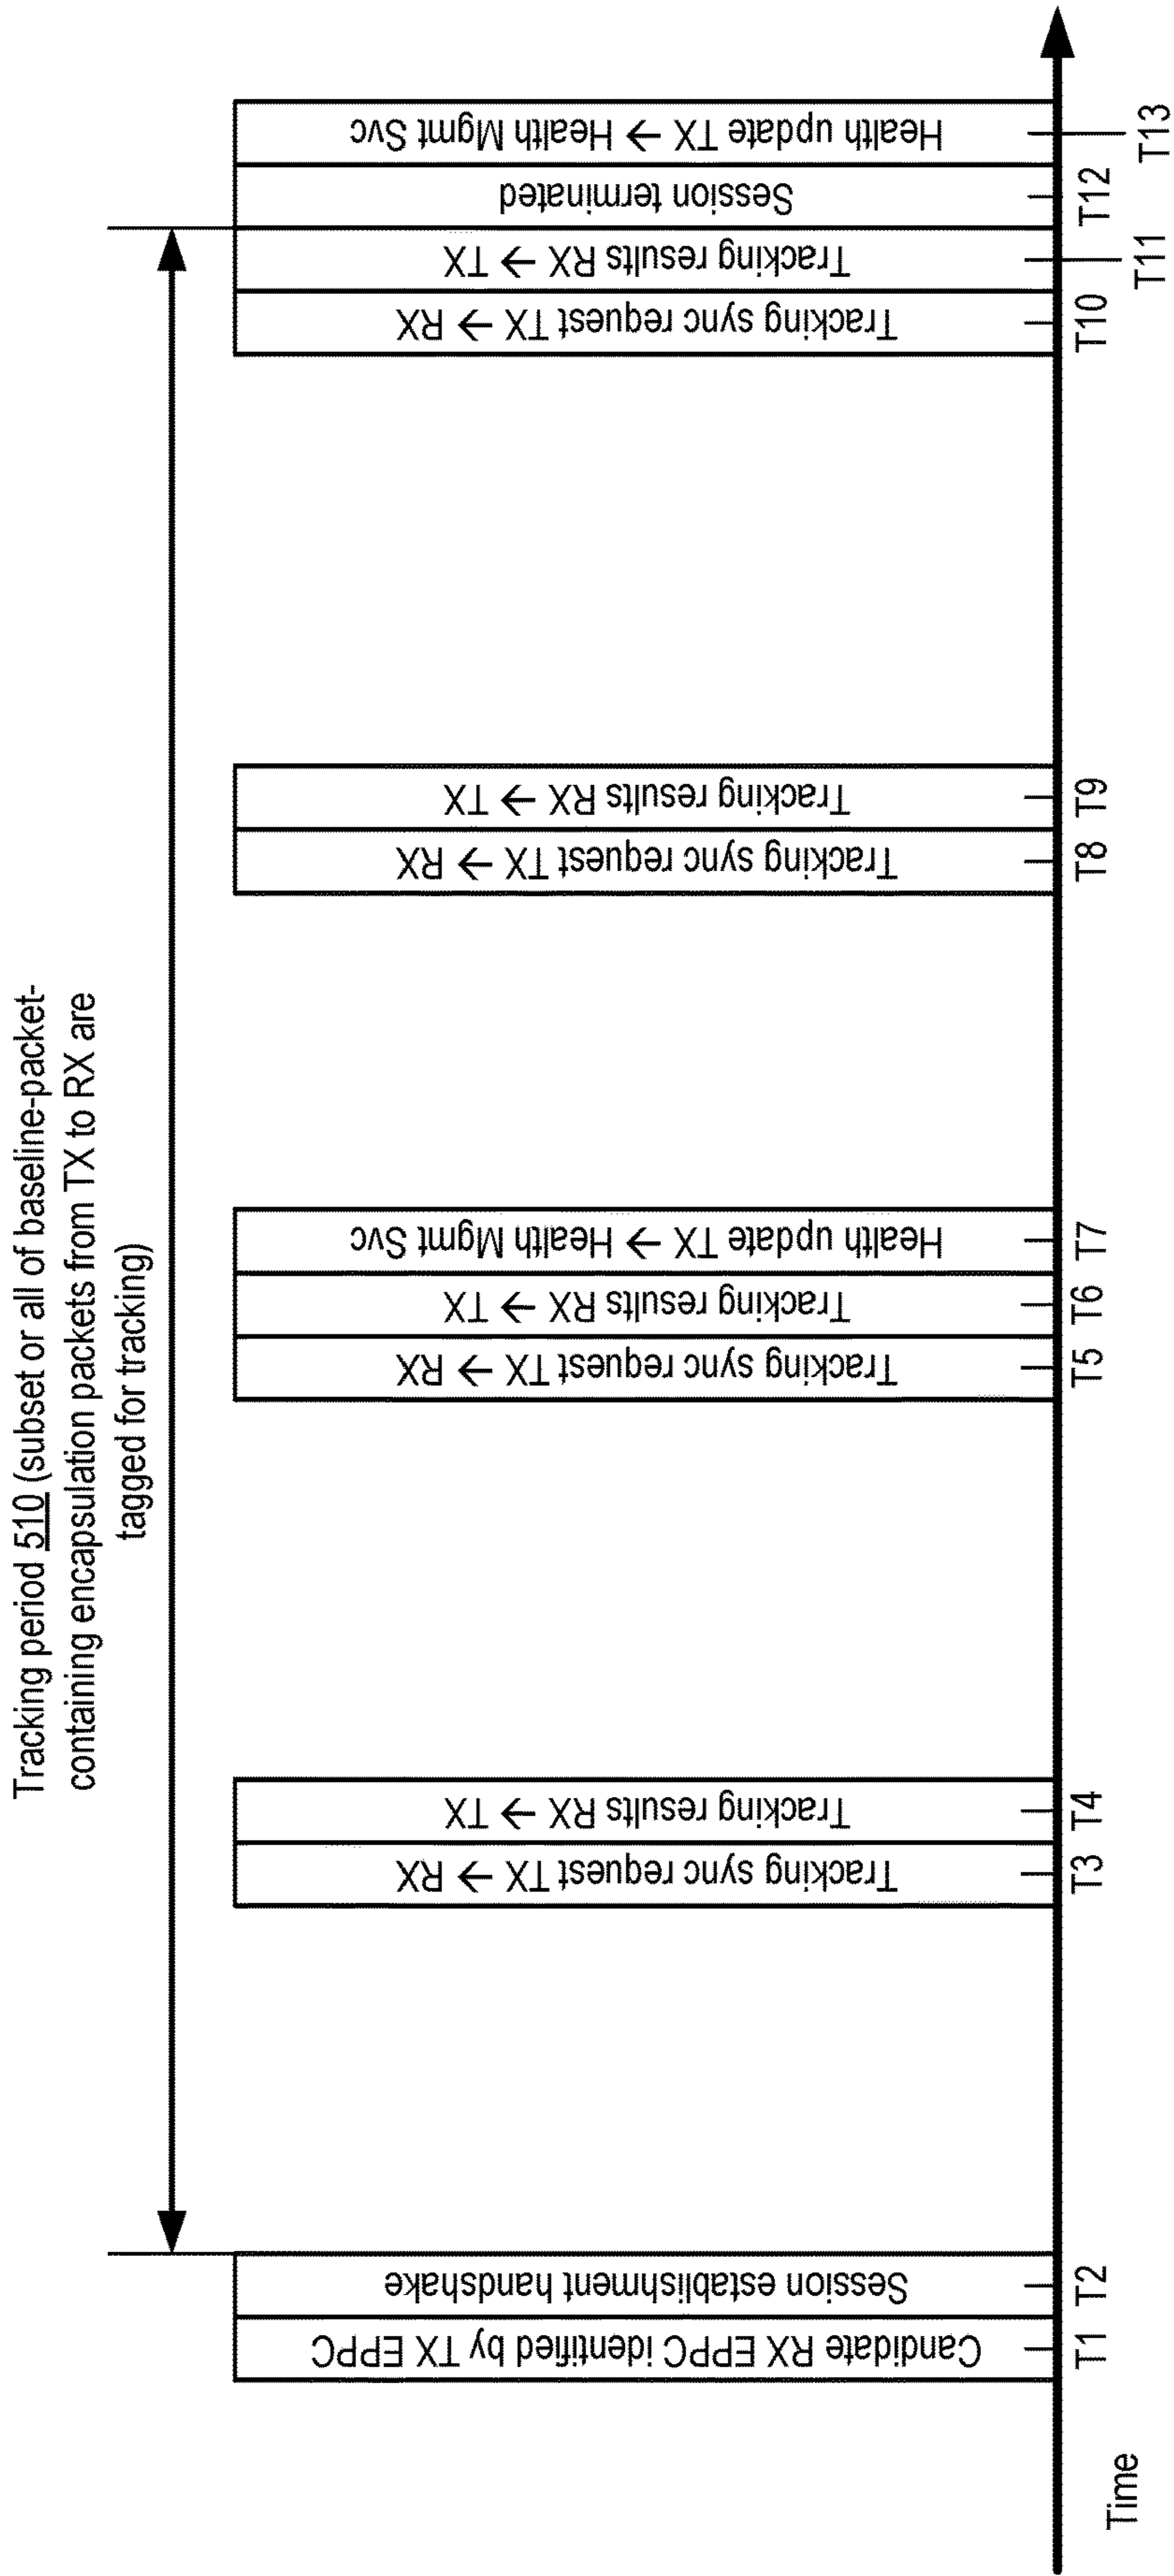 Tracking period 510 (subset or all of baseline-packet-
containing encapsulation packets from TX to RX are
tagged for tracking)
Candidate RX EPPC identified by TX EPPC
Session establishment handshake
Tracking sync request TX → RX
Tracking results RX → TX
Tracking sync request TX → RX
Tracking results RX → TX
Health update TX → Health Mgmt Svc
Tracking sync request TX → RX
Tracking results RX → TX
Tracking sync request TX → RX
Tracking results RX → TX
Session terminated
Health update TX → Health Mgmt Svc
T1
T2
T3
T4
T5
T6
T7
T8
T9
T10
T11
T12
T13
Time